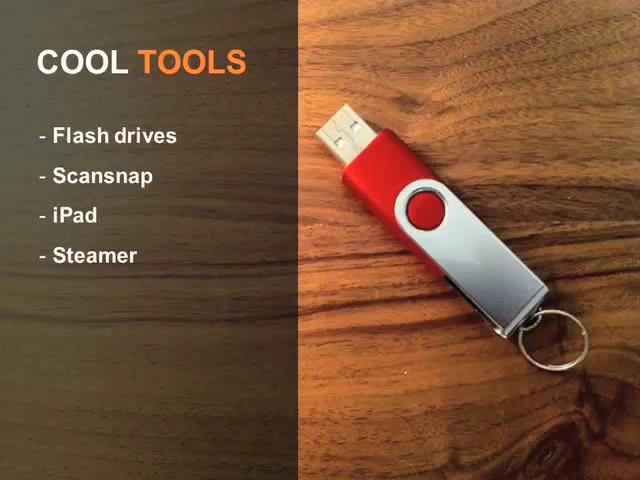 COOL TOOLS
- Flash drives
- Scansnap
- iPad
- Steamer